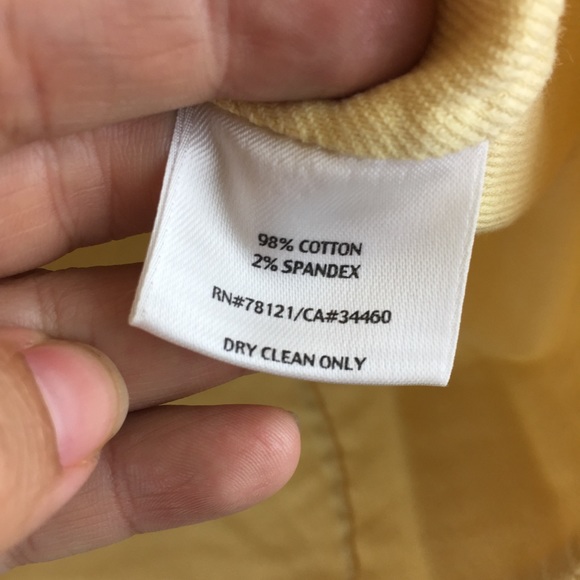 98% COTTON
2% SPANDEX
RN#78121/CA#34460
DRY CLEAN ONLY